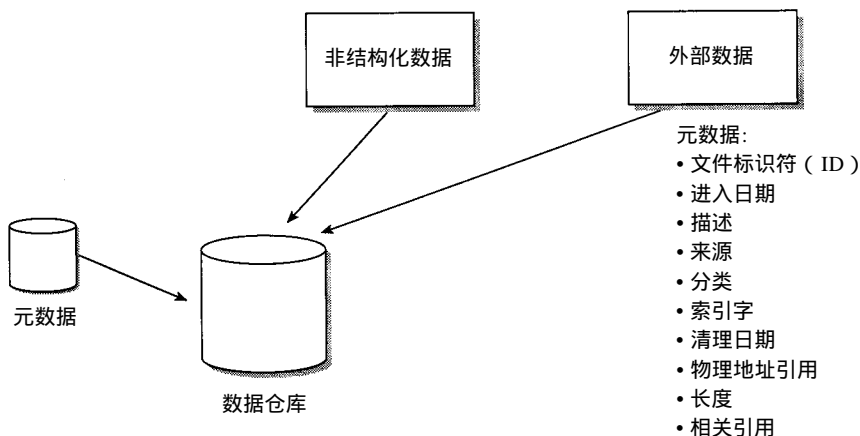 非结构化数据
外部数据
元数据:
• 文件标识符（ID）
• 进入日期
• 描述
• 来源
• 分类
• 索引字
• 清理日期
• 物理地址引用
• 长度
• 相关引用
元数据
数据仓库